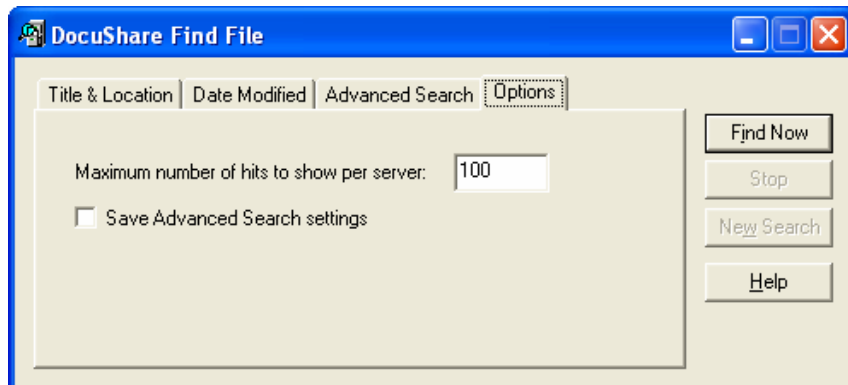 DocuShare Find File
Title & Location Date Modified Advanced Search Options
Maximum number of hits to show per server: 100
Save Advanced Search settings
Find Now
Stop
New Search
Help